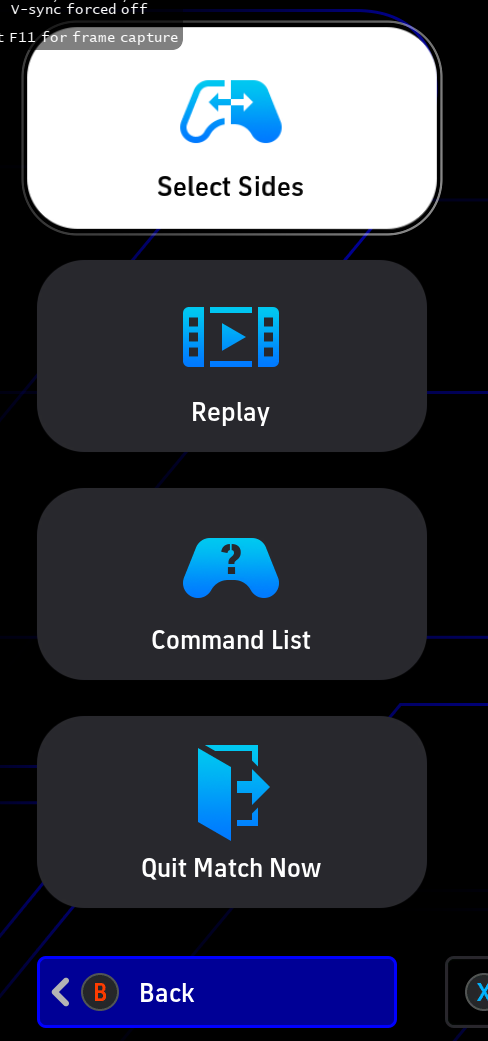 V-sync forced off
t F11 for frame capture
Select Sides
Replay
?
Command List
Quit Match Now
B Back
X